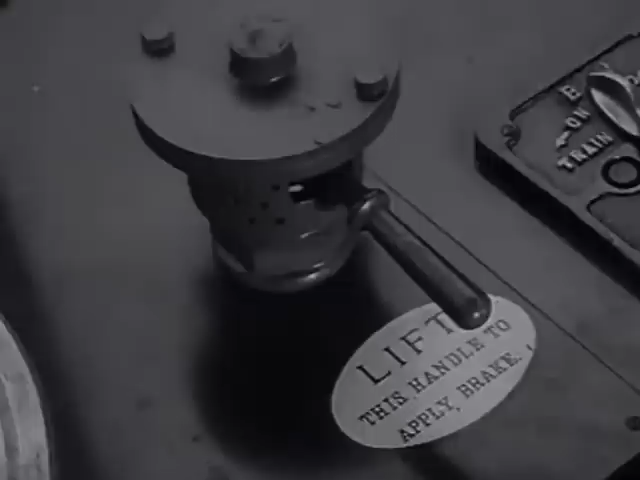 LIFT
THIS HANDLE TO
APPLY, BRAKE.
ON
TRAIN